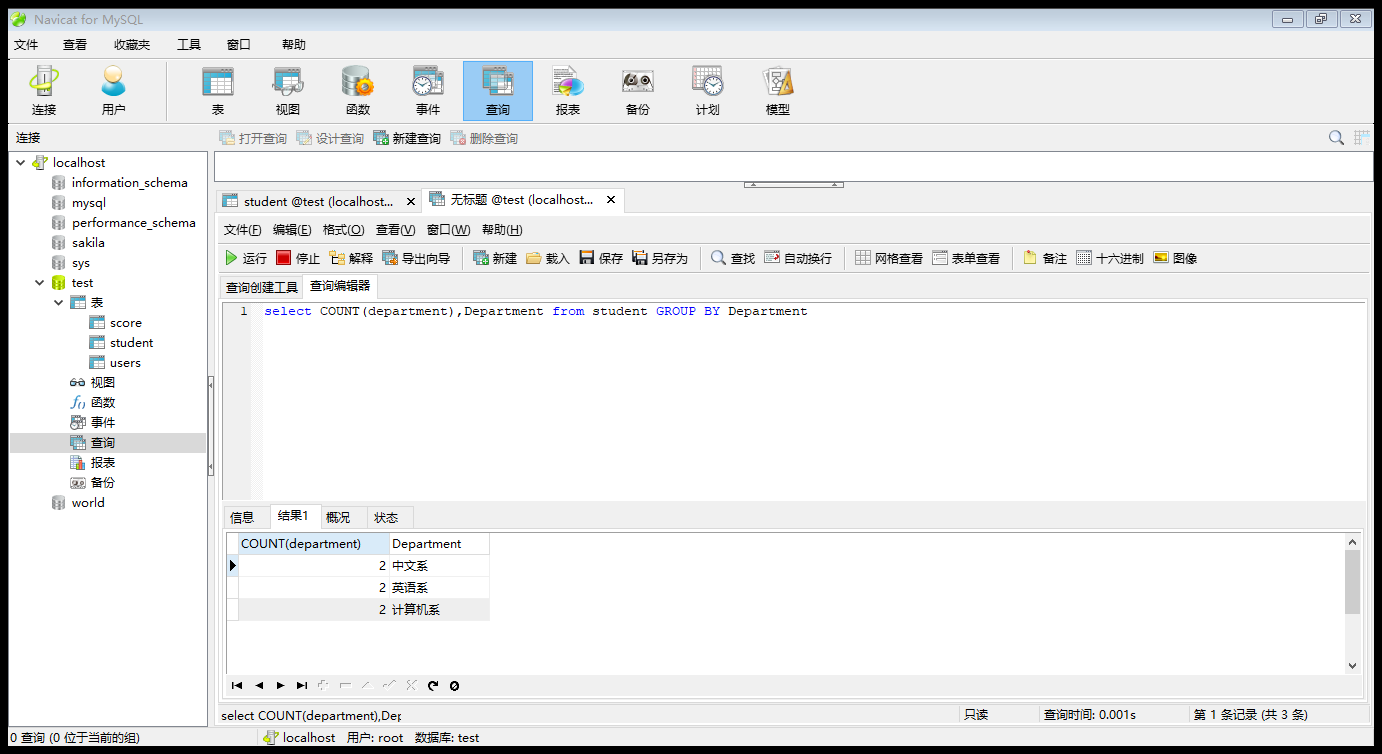 Navicat for MySQL
文件 查看 收藏夹 工具 窗口 帮助
连接 用户 表 视图 函数 事件 查询 报表 备份 计划 模型
连接
打开查询 设计查询 新建查询 删除查询
localhost
information_schema
mysql
performance_schema
sakila
sys
test
表
score
student
users
视图
函数
事件
查询
报表
备份
world
student @test (localhost... 无标题 @test (localhost...
文件(F) 编辑(E) 格式(O) 查看(V) 窗口(W) 帮助(H)
运行 停止 解释 导出向导 新建 载入 保存 另存为 查找 自动换行 网格查看 表单查看 备注 十六进制 图像
查询创建工具 查询编辑器
1 select COUNT(department),Department from student GROUP BY Department
信息 结果1 概况 状态
COUNT(department) Department
2 中文系
2 英语系
2 计算机系
select COUNT(department),Dep 只读 查询时间: 0.001s 第 1 条记录 (共 3 条)
0 查询 (0 位于当前的组) localhost 用户: root 数据库: test